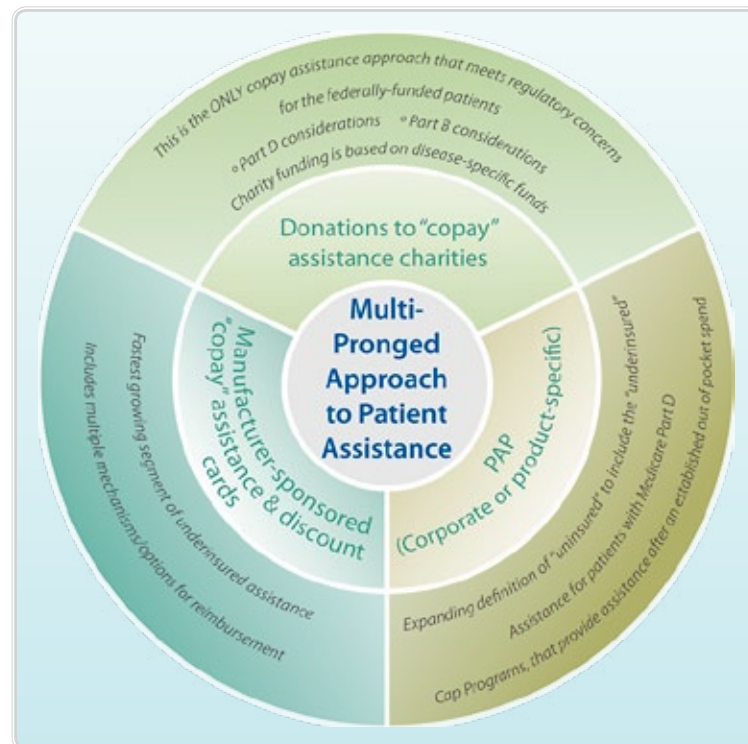 This is the ONLY copay assistance approach that meets regulatory concerns
for the federally-funded patients
º Part D considerations º Part B considerations
Charity funding is based on disease-specific funds
Donations to “copay”
assistance charities
Multi-
Pronged
Approach
to Patient
Assistance
Manufacturer-sponsored
“copay” assistance & discount
cards
Fastest growing segment of underinsured assistance
Includes multiple mechanisms/options for reimbursement
PAP
(Corporate or product-specific)
Expanding definition of “uninsured” to include the “underinsured”
Assistance for patients with Medicare Part D
Cap Programs, that provide assistance after an established out of pocket spend